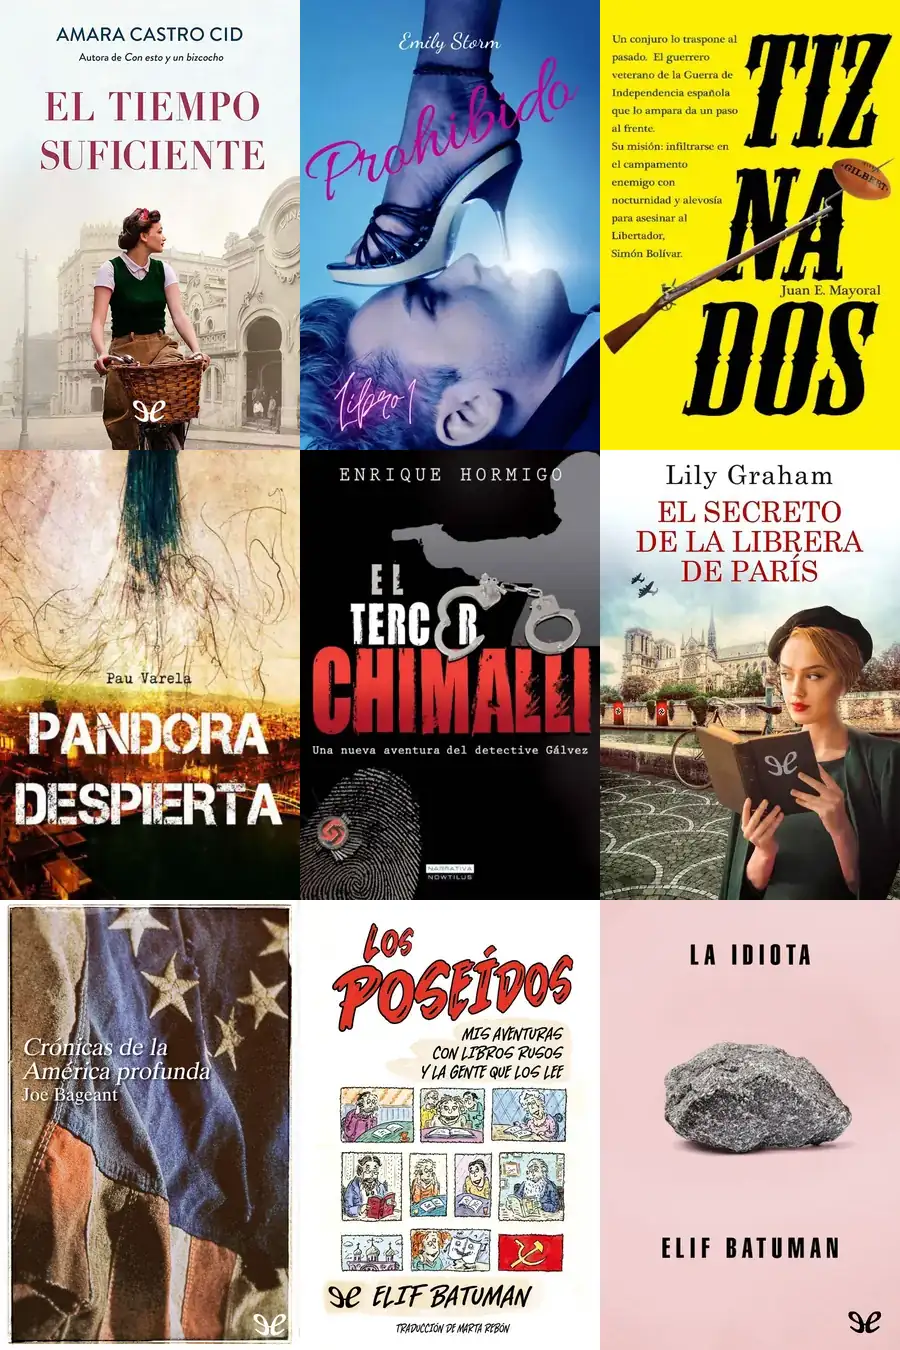 AMARA CASTRO CID
Autora de Con esto y un bizcocho
EL TIEMPO
SUFICIENTE
Emily Storm
Prohibido
Libro 1
Un conjuro lo traspone al
pasado. El guerrero
veterano de la Guerra de
Independencia española
que lo ampara da un paso
al frente.
Su misión: infiltrarse en
el campamento
enemigo con
nocturnidad y alevosía
para asesinar al
Libertador,
Simón Bolívar.
TIZ
NA
DOS
GILBERT
Juan E. Mayoral
Pau Varela
PANDORA
DESPIERTA
ENRIQUE HORMIGO
EL
TERCER
CHIMALLI
Una nueva aventura del detective Gálvez
NARRATIVA
NOWTILUS
Lily Graham
EL SECRETO
DE LA LIBRERA
DE PARÍS
Crónicas de la
América profunda
Joe Bageant
LOS
POSEÍDOS
MIS AVENTURAS
CON LIBROS RUSOS
Y LA GENTE QUE LOS LEE
ELIF BATUMAN
TRADUCCIÓN DE MARTA REBÓN
LA IDIOTA
ELIF BATUMAN